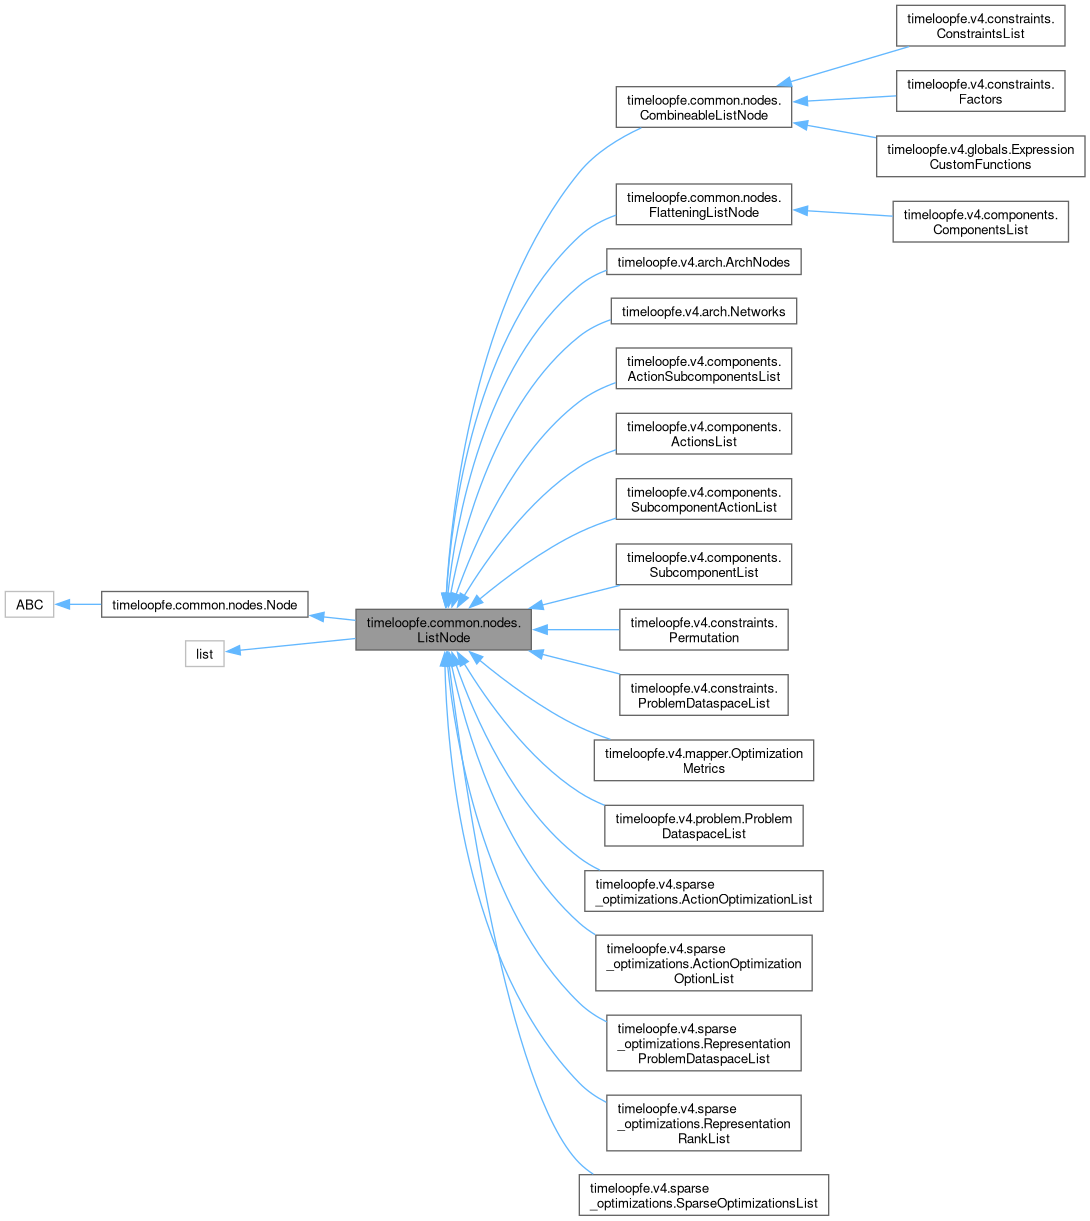 timeloopfe.v4.constraints.
ConstraintsList
timeloopfe.v4.constraints.
Factors
timeloopfe.common.nodes.
CombineableListNode
timeloopfe.v4.globals.Expression
CustomFunctions
timeloopfe.common.nodes.
FlatteningListNode
timeloopfe.v4.components.
ComponentsList
timeloopfe.v4.arch.ArchNodes
timeloopfe.v4.arch.Networks
timeloopfe.v4.components.
ActionSubcomponentsList
timeloopfe.v4.components.
ActionsList
timeloopfe.v4.components.
SubcomponentActionList
timeloopfe.v4.components.
SubcomponentList
ABC
timeloopfe.common.nodes.Node
list
timeloopfe.common.nodes.
ListNode
timeloopfe.v4.constraints.
Permutation
timeloopfe.v4.constraints.
ProblemDataspaceList
timeloopfe.v4.mapper.Optimization
Metrics
timeloopfe.v4.problem.Problem
DataspaceList
timeloopfe.v4.sparse
_optimizations.ActionOptimizationList
timeloopfe.v4.sparse
_optimizations.ActionOptimization
OptionList
timeloopfe.v4.sparse
_optimizations.Representation
ProblemDataspaceList
timeloopfe.v4.sparse
_optimizations.Representation
RankList
timeloopfe.v4.sparse
_optimizations.SparseOptimizationsList